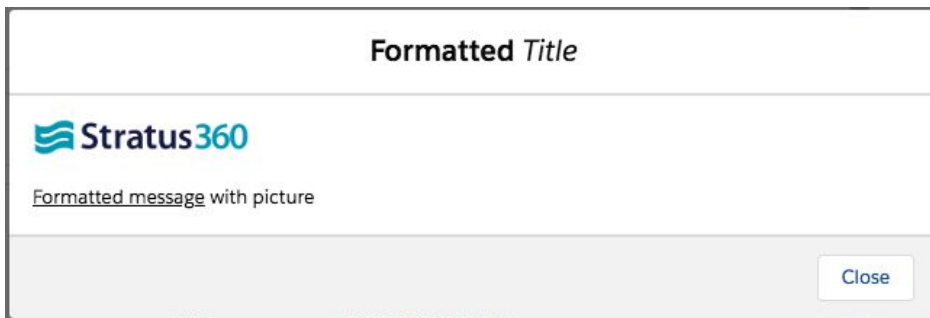 Formatted Title
Stratus360
Formatted message with picture
Close